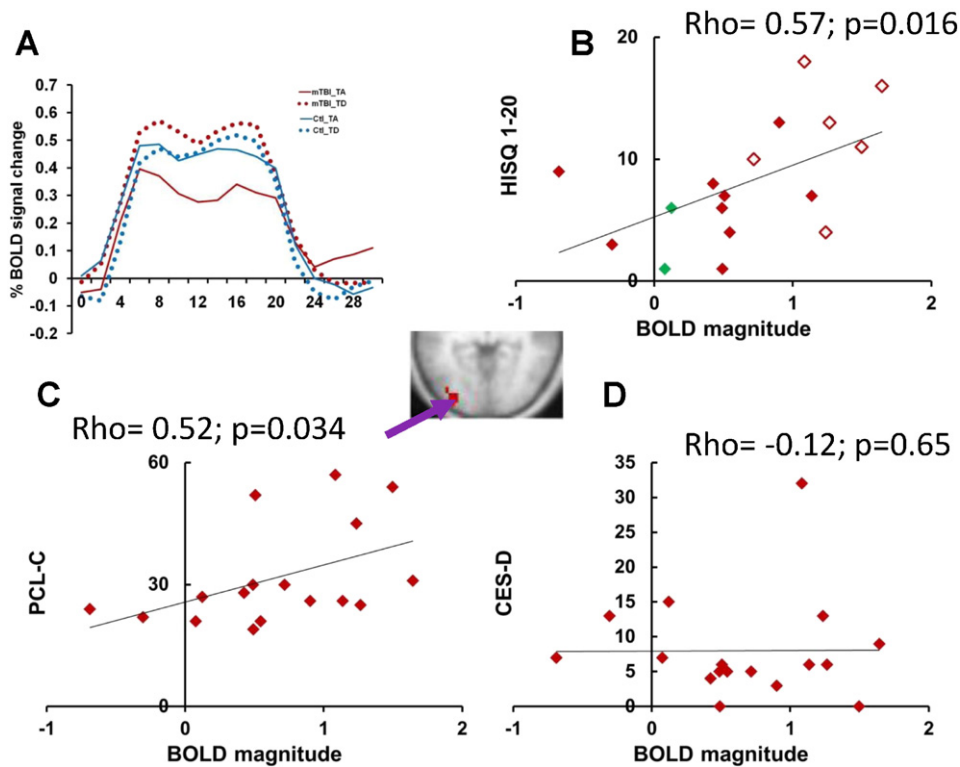 A
% BOLD signal change
0.7
0.6
0.5
0.4
0.3
0.2
0.1
0
-0.1
-0.2
0 4 8 12 16 20 24 28
mTBI_TA
mTBI_TD
Ctl_TA
Ctl_TD
B
Rho= 0.57; p=0.016
HISQ 1-20
20
10
0
-1 0 1 2
BOLD magnitude
C
Rho= 0.52; p=0.034
PCL-C
60
30
0
-1 0 1 2
BOLD magnitude
D
Rho= -0.12; p=0.65
CES-D
35
30
25
20
15
10
5
0
-1 0 1 2
BOLD magnitude